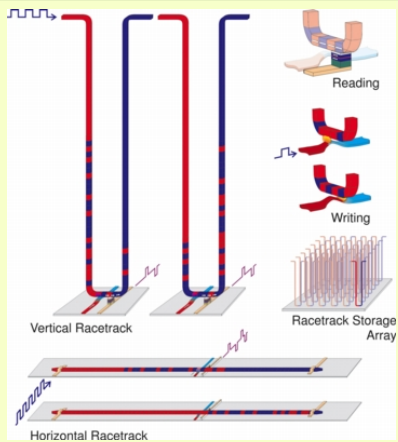 Reading
Writing
Vertical Racetrack
Racetrack Storage
Array
Horizontal Racetrack